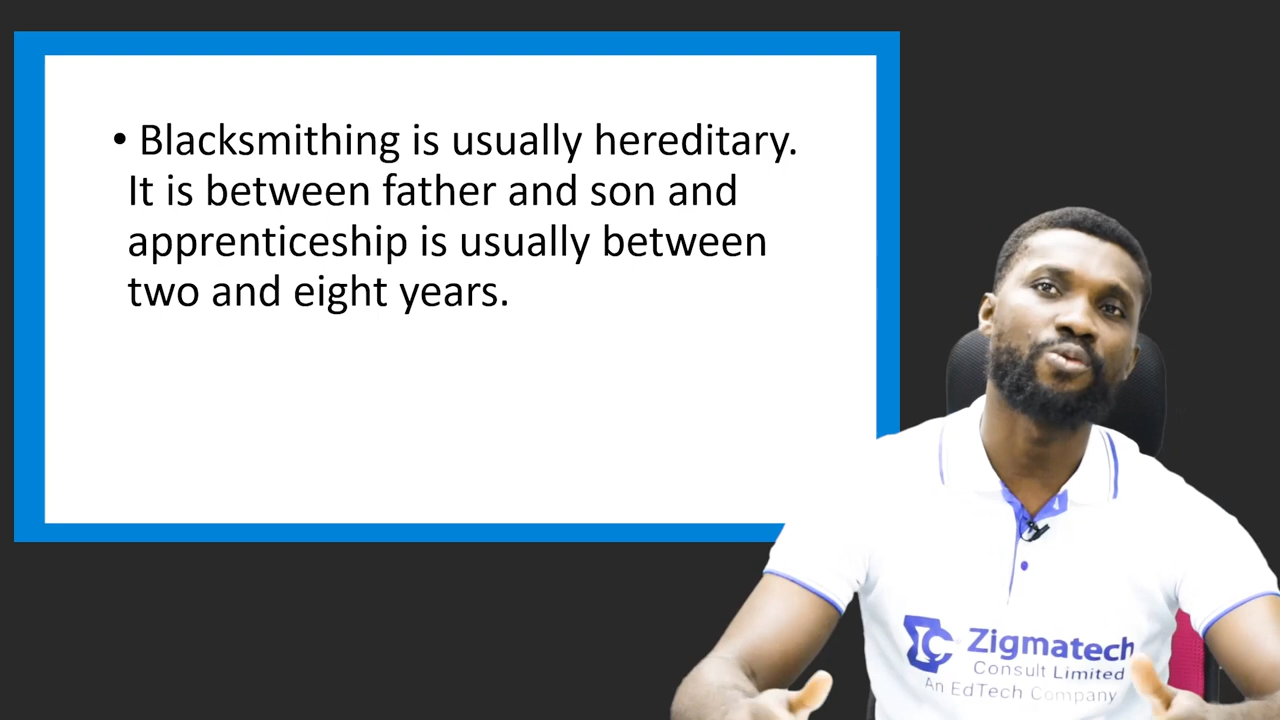 • Blacksmithing is usually hereditary.
It is between father and son and
apprenticeship is usually between
two and eight years.
Zigmatech
Consult Limited
An EdTech Company